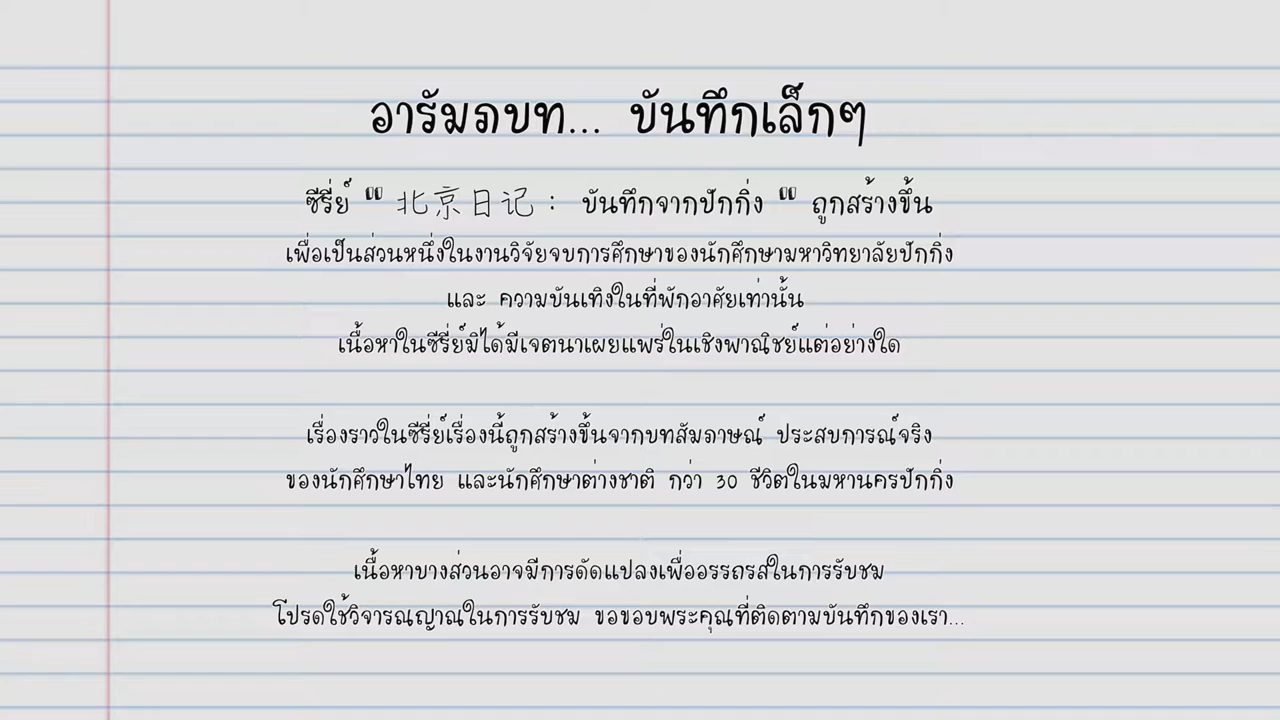 อารัมภบท... บันทึกเล็กๆ
ซีรี่ย์ "北京日记 : บันทึกจากปักกิ่ง" ถูกสร้างขึ้น
เพื่อเป็นส่วนหนึ่งในงานวิจัยจบการศึกษาของนักศึกษามหาวิทยาลัยปักกิ่ง
และ ความบันเทิงในที่พักอาศัยเท่านั้น
เนื้อหาในซีรี่ย์มิได้มีเจตนาเผยแพร่ในเชิงพาณิชย์แต่อย่างใด
เรื่องราวในซีรี่ย์เรื่องนี้ถูกสร้างขึ้นจากบทสัมภาษณ์ ประสบการณ์จริง
ของนักศึกษาไทย และนักศึกษาต่างชาติ กว่า 30 ชีวิตในมหานครปักกิ่ง
เนื้อหาบางส่วนอาจมีการดัดแปลงเพื่ออรรถรสในการรับชม
โปรดใช้วิจารณญาณในการรับชม ขอขอบพระคุณที่ติดตามบันทึกของเรา...